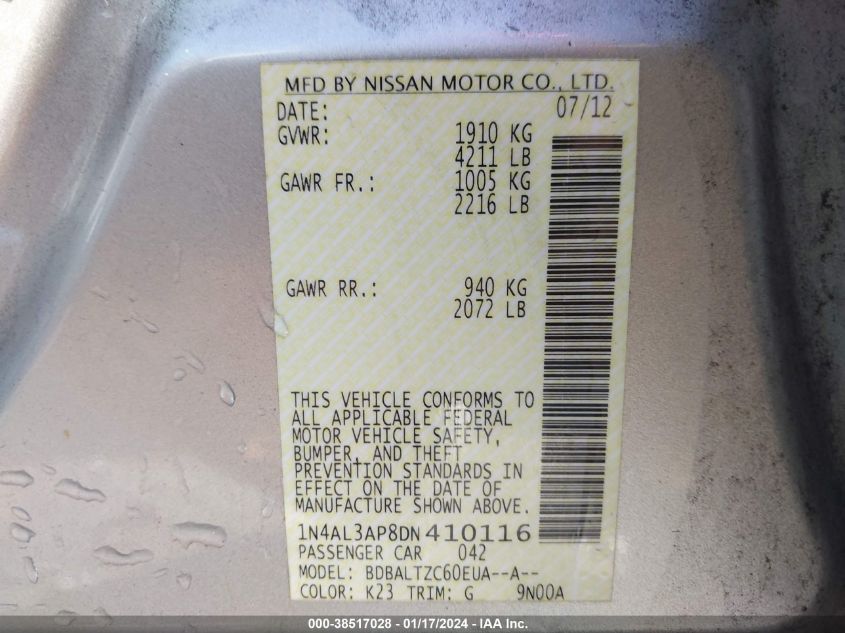 MFD BY NISSAN MOTOR CO., LTD.
DATE: 07/12
GVWR: 1910 KG
4211 LB
GAWR FR.: 1005 KG
2216 LB
GAWR RR.: 940 KG
2072 LB
THIS VEHICLE CONFORMS TO
ALL APPLICABLE FEDERAL
MOTOR VEHICLE SAFETY,
BUMPER, AND THEFT
PREVENTION STANDARDS IN
EFFECT ON THE DATE OF
MANUFACTURE SHOWN ABOVE.
1N4AL3AP8DN410116
PASSENGER CAR 042
MODEL: BDBALTZC60EUA--A--
COLOR: K23 TRIM: G 9N00A
000-38517028 - 01/17/2024 - IAA Inc.